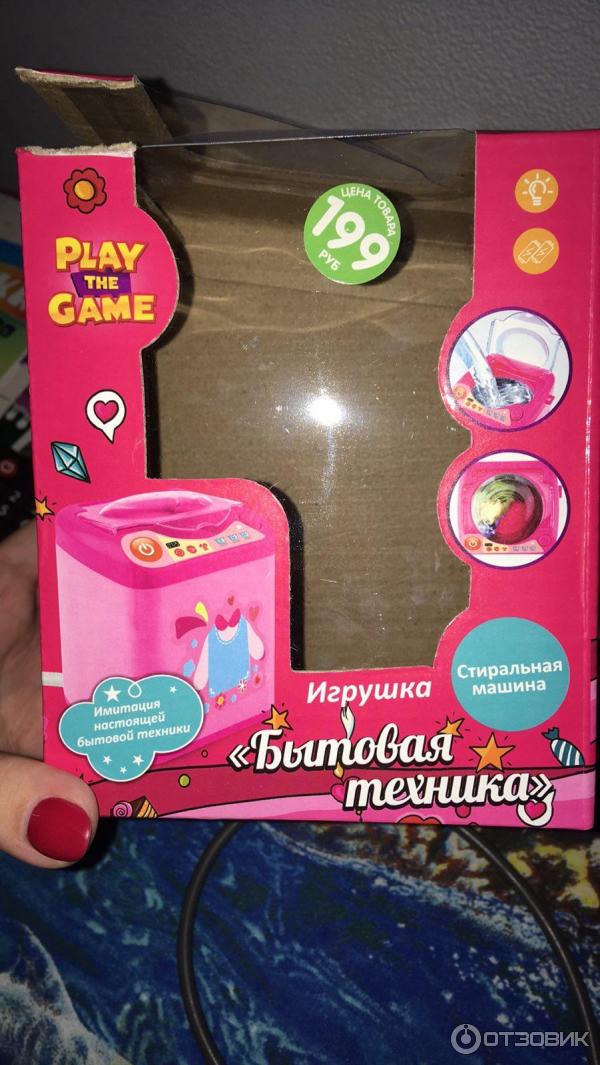 ЦЕНА ТОВАРА
199
РУБ
PLAY
THE
GAME
Имитация
настоящей
бытовой техники
Стиральная
машина
Игрушка
«Бытовая
техника»
ОТЗОВИК